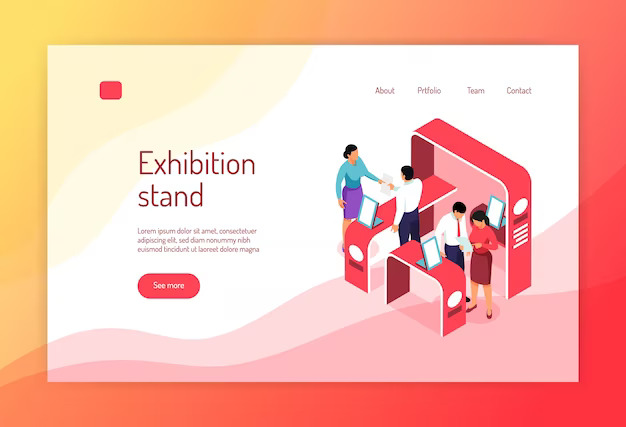 About Prtfolio Team Contact
Exhibition
stand
Lorem ipsum dolor sit amet, consectetuer
adipiscing elit, sed diam nonummy
nibh euismod tincidunt ut laoreet
dolore magna
See more